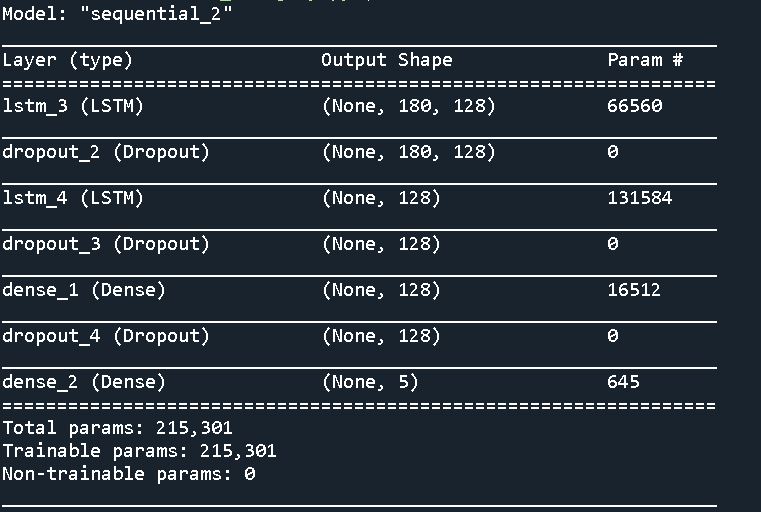 Model: "sequential_2"
Layer (type) Output Shape Param #
=================================================================
lstm_3 (LSTM) (None, 180, 128) 66560
dropout_2 (Dropout) (None, 180, 128) 0
lstm_4 (LSTM) (None, 128) 131584
dropout_3 (Dropout) (None, 128) 0
dense_1 (Dense) (None, 128) 16512
dropout_4 (Dropout) (None, 128) 0
dense_2 (Dense) (None, 5) 645
=================================================================
Total params: 215,301
Trainable params: 215,301
Non-trainable params: 0